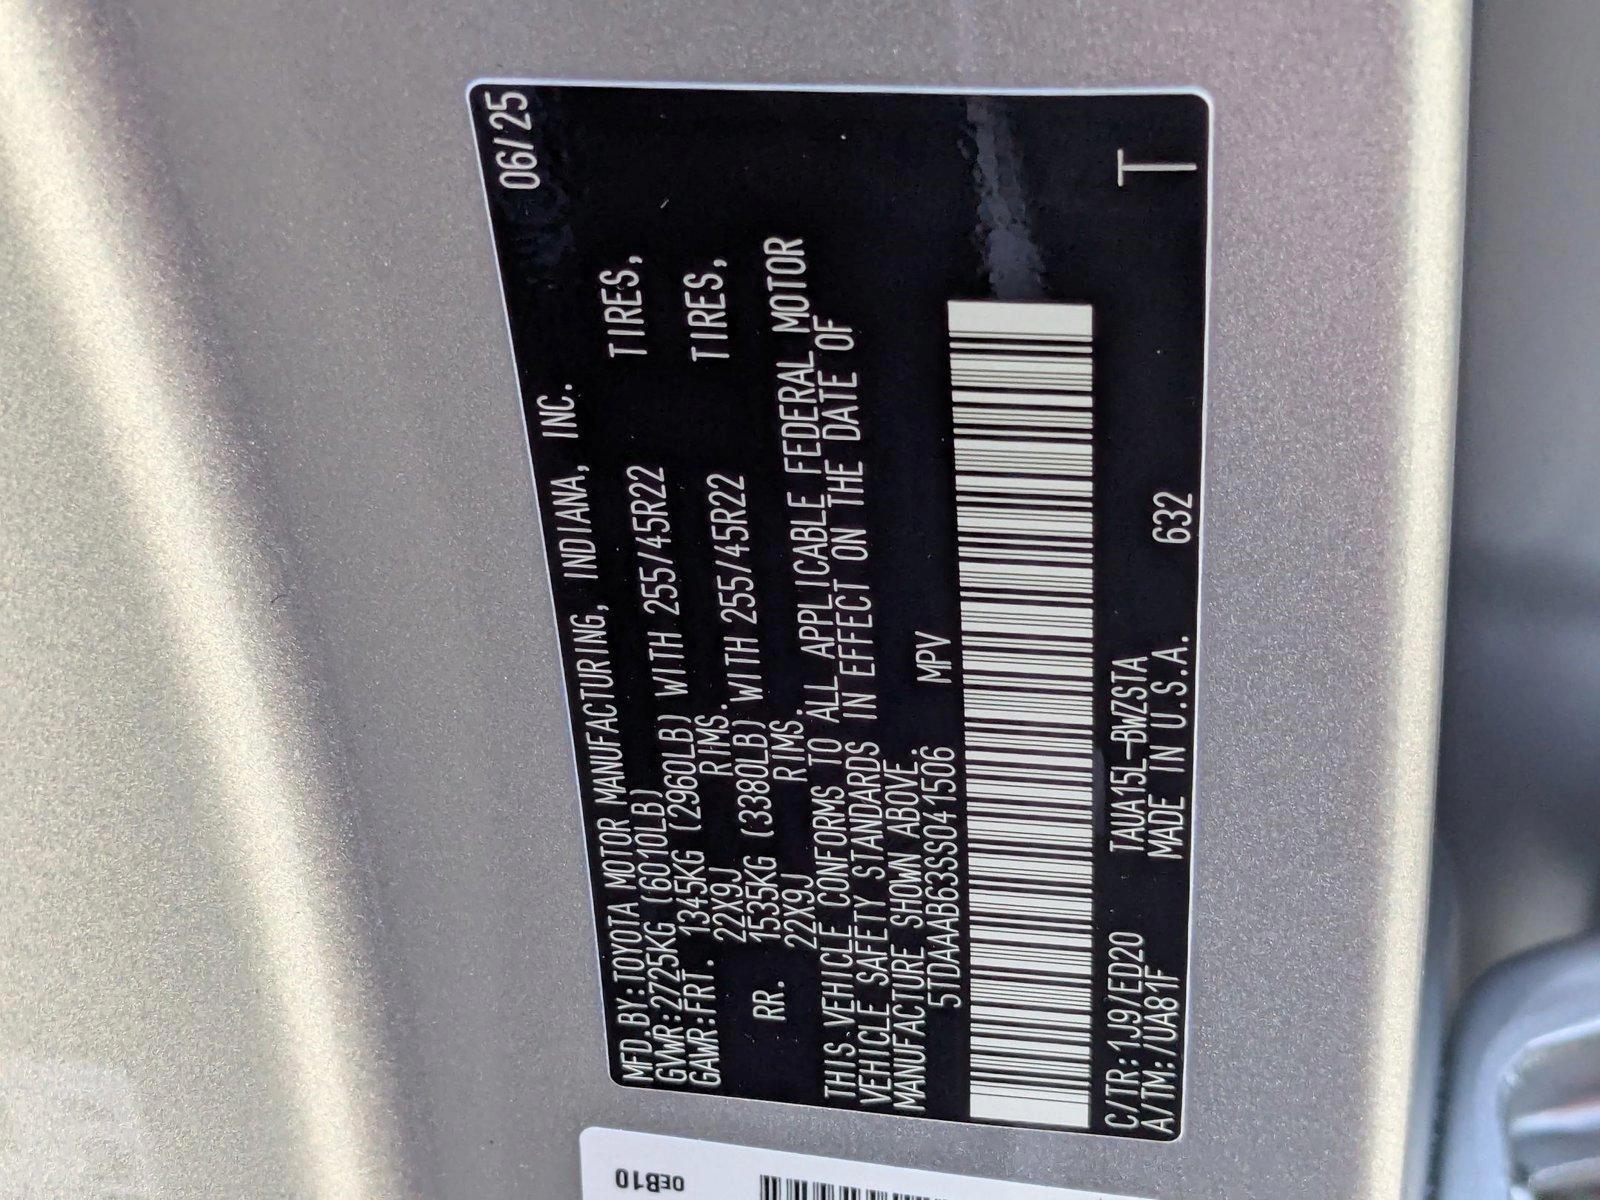 06/25
MFD.BY:TOYOTA MOTOR MANUFACTURING, INDIANA, INC.
GVWR:2725KG (6010LB)
GAWR:FRT. 1345KG (2960LB) WITH 255/45R22 TIRES,
22X9J RIMS.
RR. 1535KG (3380LB) WITH 255/45R22 TIRES,
22X9J RIMS.
THIS VEHICLE CONFORMS TO ALL APPLICABLE FEDERAL MOTOR
VEHICLE SAFETY STANDARDS IN EFFECT ON THE DATE OF
MANUFACTURE SHOWN ABOVE.
5TDAAAB63SS041506 MPV
C/TR:1J9/ED20 TAUA15L-BWZSTA
A/TM:/UA81F MADE IN U.S.A. 632 T
0EB10